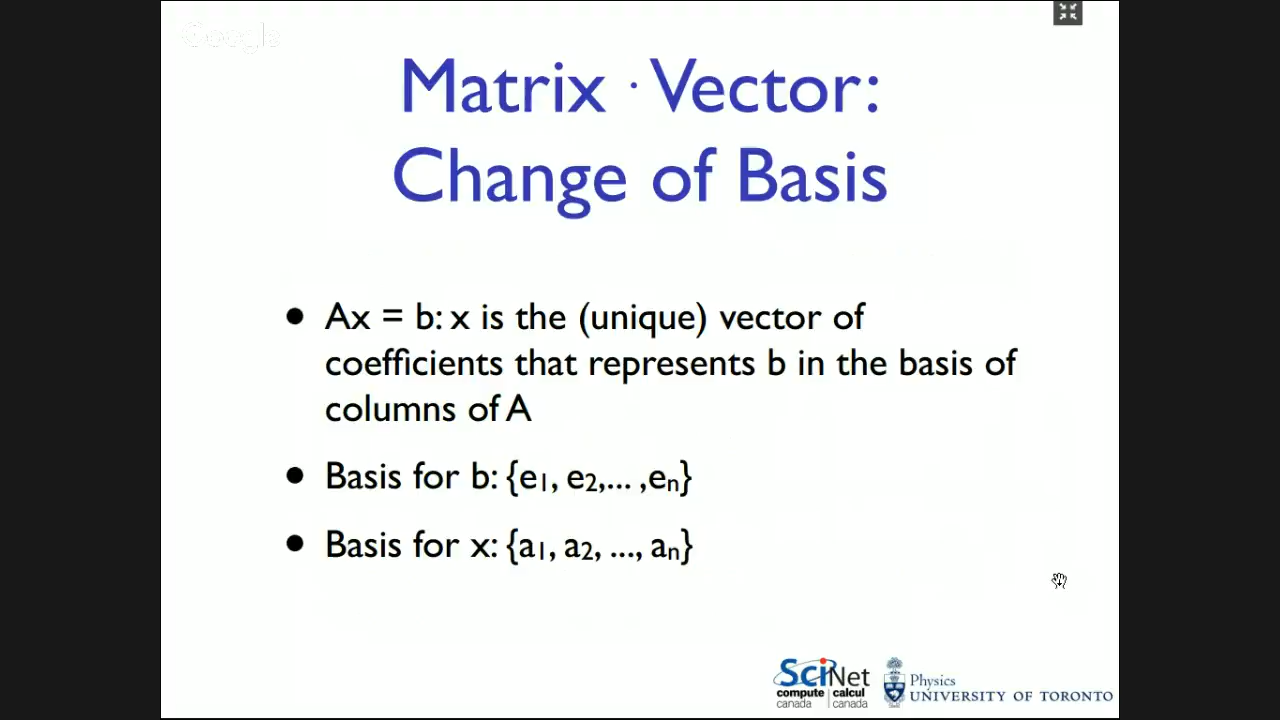 Google
Matrix · Vector:
Change of Basis
• Ax = b: x is the (unique) vector of
coefficients that represents b in the basis of
columns of A
• Basis for b: {e1, e2,... ,en}
• Basis for x: {a1, a2, ..., an}
SciNet
compute | calcul
canada | canada
Physics
UNIVERSITY OF TORONTO